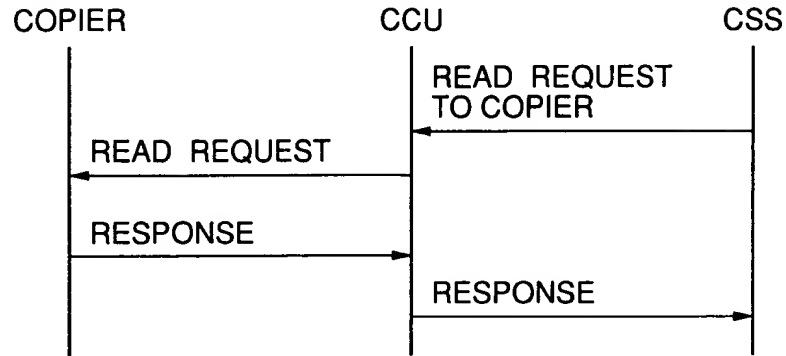 COPIER CCU CSS
READ REQUEST
TO COPIER
READ REQUEST
RESPONSE
RESPONSE